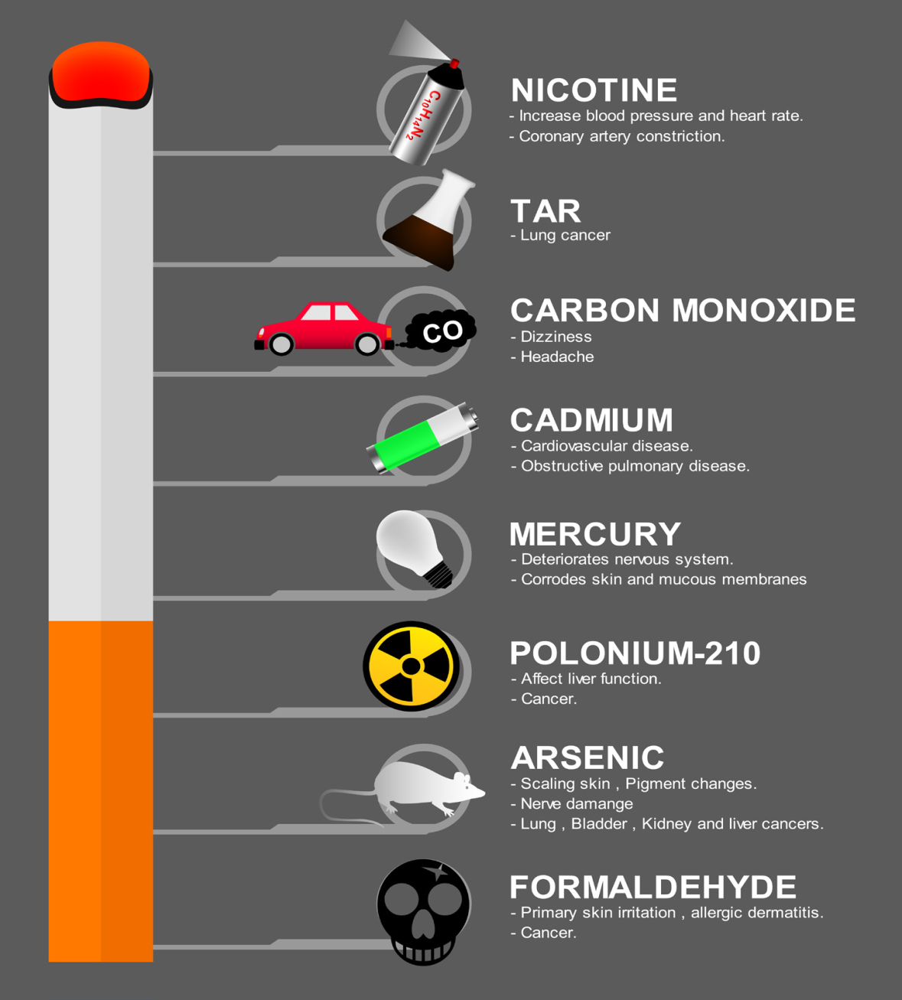 C10H14N2
NICOTINE
- Increase blood pressure and heart rate.
- Coronary artery constriction.
TAR
- Lung cancer
CO
CARBON MONOXIDE
- Dizziness
- Headache
CADMIUM
- Cardiovascular disease.
- Obstructive pulmonary disease.
MERCURY
- Deteriorates nervous system.
- Corrodes skin and mucous membranes
POLONIUM-210
- Affect liver function.
- Cancer.
ARSENIC
- Scaling skin , Pigment changes.
- Nerve damange
- Lung , Bladder , Kidney and liver cancers.
FORMALDEHYDE
- Primary skin irritation , allergic dermatitis.
- Cancer.